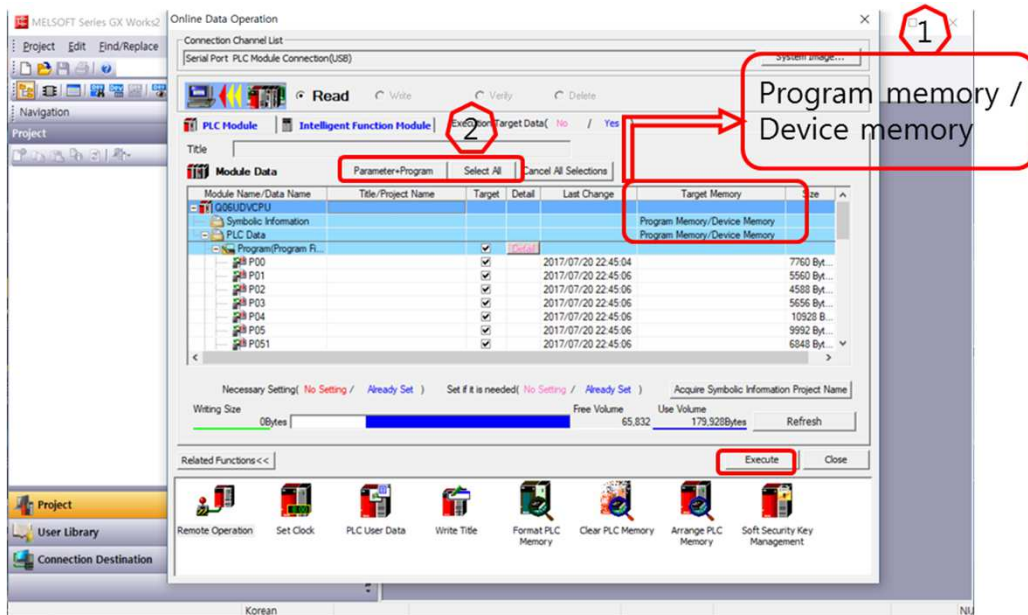 MELSOFT Series GX Works2
Project Edit Find/Replace
Navigation
Project
Online Data Operation
Connection Channel List
Serial Port PLC Module Connection(USB)
System Image...
Read
Write
Verify
Delete
PLC Module
Intelligent Function Module
Execution Target Data( No / Yes )
Title
Module Data
Parameter+Program
Select All
Cancel All Selections
1
Program memory /
Device memory
2
Module Name/Data Name Title/Project Name Target Detail Last Change Target Memory Size
Q06UDVCPU
Symbolic Information Program Memory/Device Memory
PLC Data Program Memory/Device Memory
Program(Program Fi... Detail
P00 2017/07/20 22:45:04 7760 Byt...
P01 2017/07/20 22:45:06 5560 Byt...
P02 2017/07/20 22:45:06 4588 Byt...
P03 2017/07/20 22:45:06 5656 Byt...
P04 2017/07/20 22:45:06 10928 B...
P05 2017/07/20 22:45:06 9992 Byt...
P051 2017/07/20 22:45:06 6848 Byt...
Necessary Setting( No Setting / Already Set ) Set if it is needed( No Setting / Already Set )
Acquire Symbolic Information Project Name
Writing Size
0Bytes
Free Volume
65,832
Use Volume
179,928Bytes
Refresh
Related Functions<<
Execute
Close
Remote Operation
Set Clock
PLC User Data
Write Title
Format PLC
Memory
Clear PLC Memory
Arrange PLC
Memory
Soft Security Key
Management
Project
User Library
Connection Destination
Korean
NU